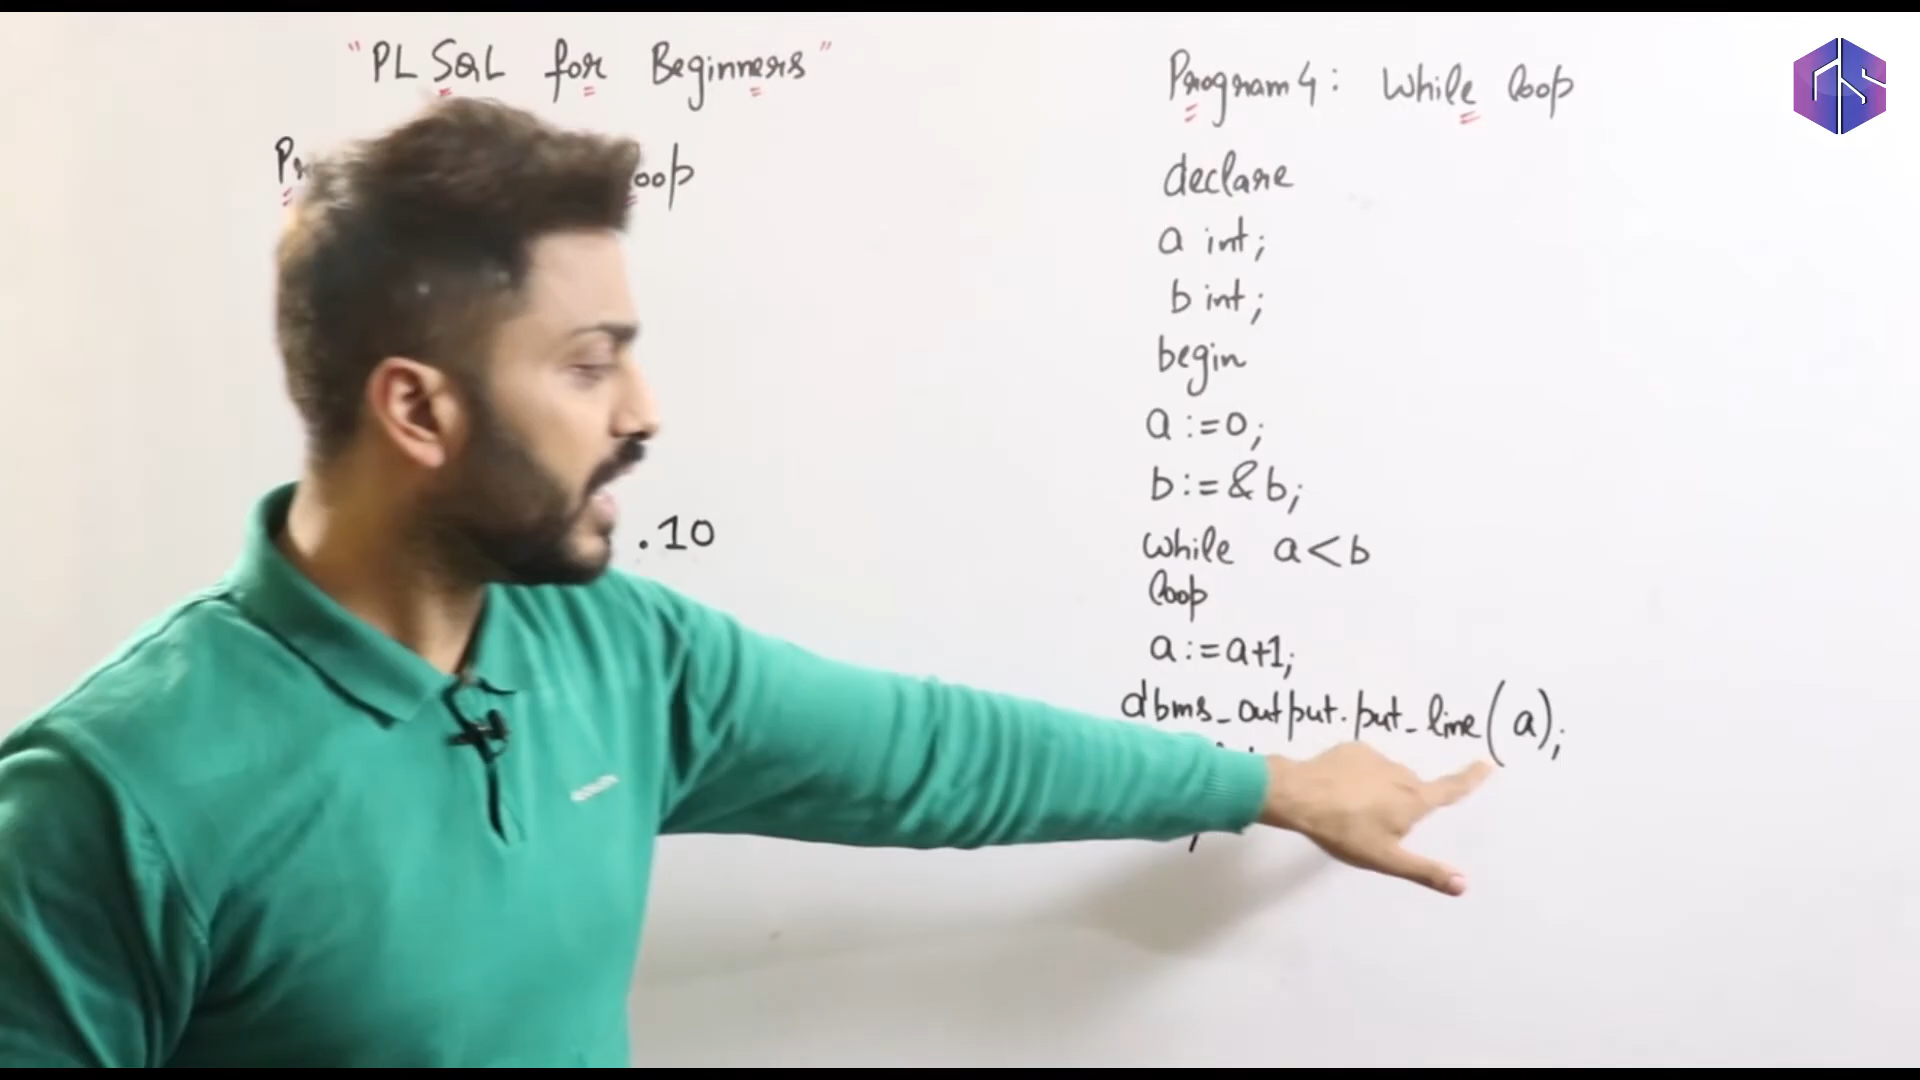 "PL SQL for Beginners"
oop
.10
Program 4: While loop
declare
a int;
b int;
begin
a:=0;
b:=&b;
while a<b
loop
a:=a+1;
dbms_output.put_line(a);